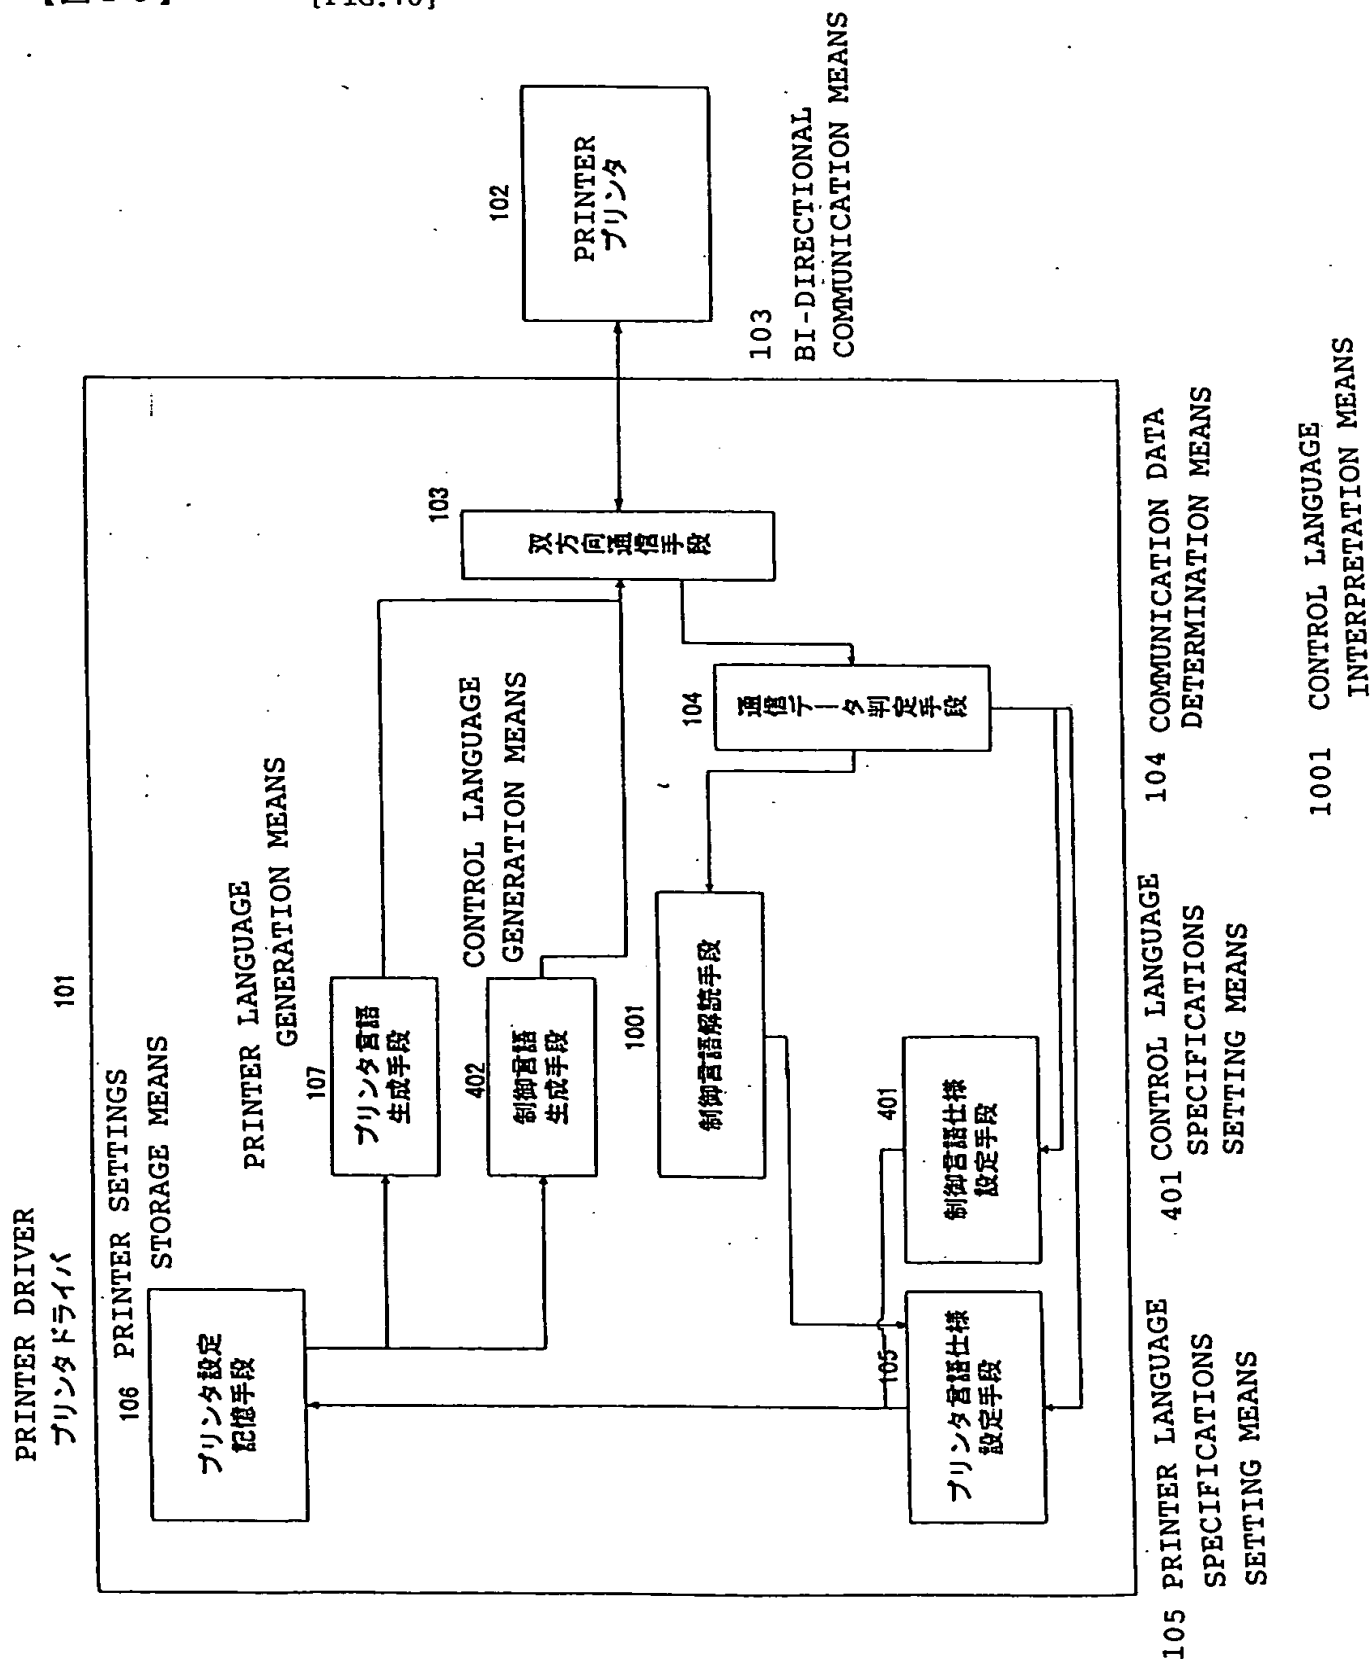 [FIG.10]
PRINTER DRIVER
プリンタドライバ
101
106 PRINTER SETTINGS
STORAGE MEANS
プリンタ設定
記憶手段
PRINTER LANGUAGE
GENERATION MEANS
107
プリンタ言語
生成手段
CONTROL LANGUAGE
GENERATION MEANS
402
制御言語
生成手段
1001
制御言語解読手段
103
双方向通信手段
102
PRINTER
プリンタ
103
BI-DIRECTIONAL
COMMUNICATION MEANS
104
通信データ判定手段
401
制御言語仕様
設定手段
105
プリンタ言語仕様
設定手段
105 PRINTER LANGUAGE
SPECIFICATIONS
SETTING MEANS
401 CONTROL LANGUAGE
SPECIFICATIONS
SETTING MEANS
104 COMMUNICATION DATA
DETERMINATION MEANS
1001 CONTROL LANGUAGE
INTERPRETATION MEANS